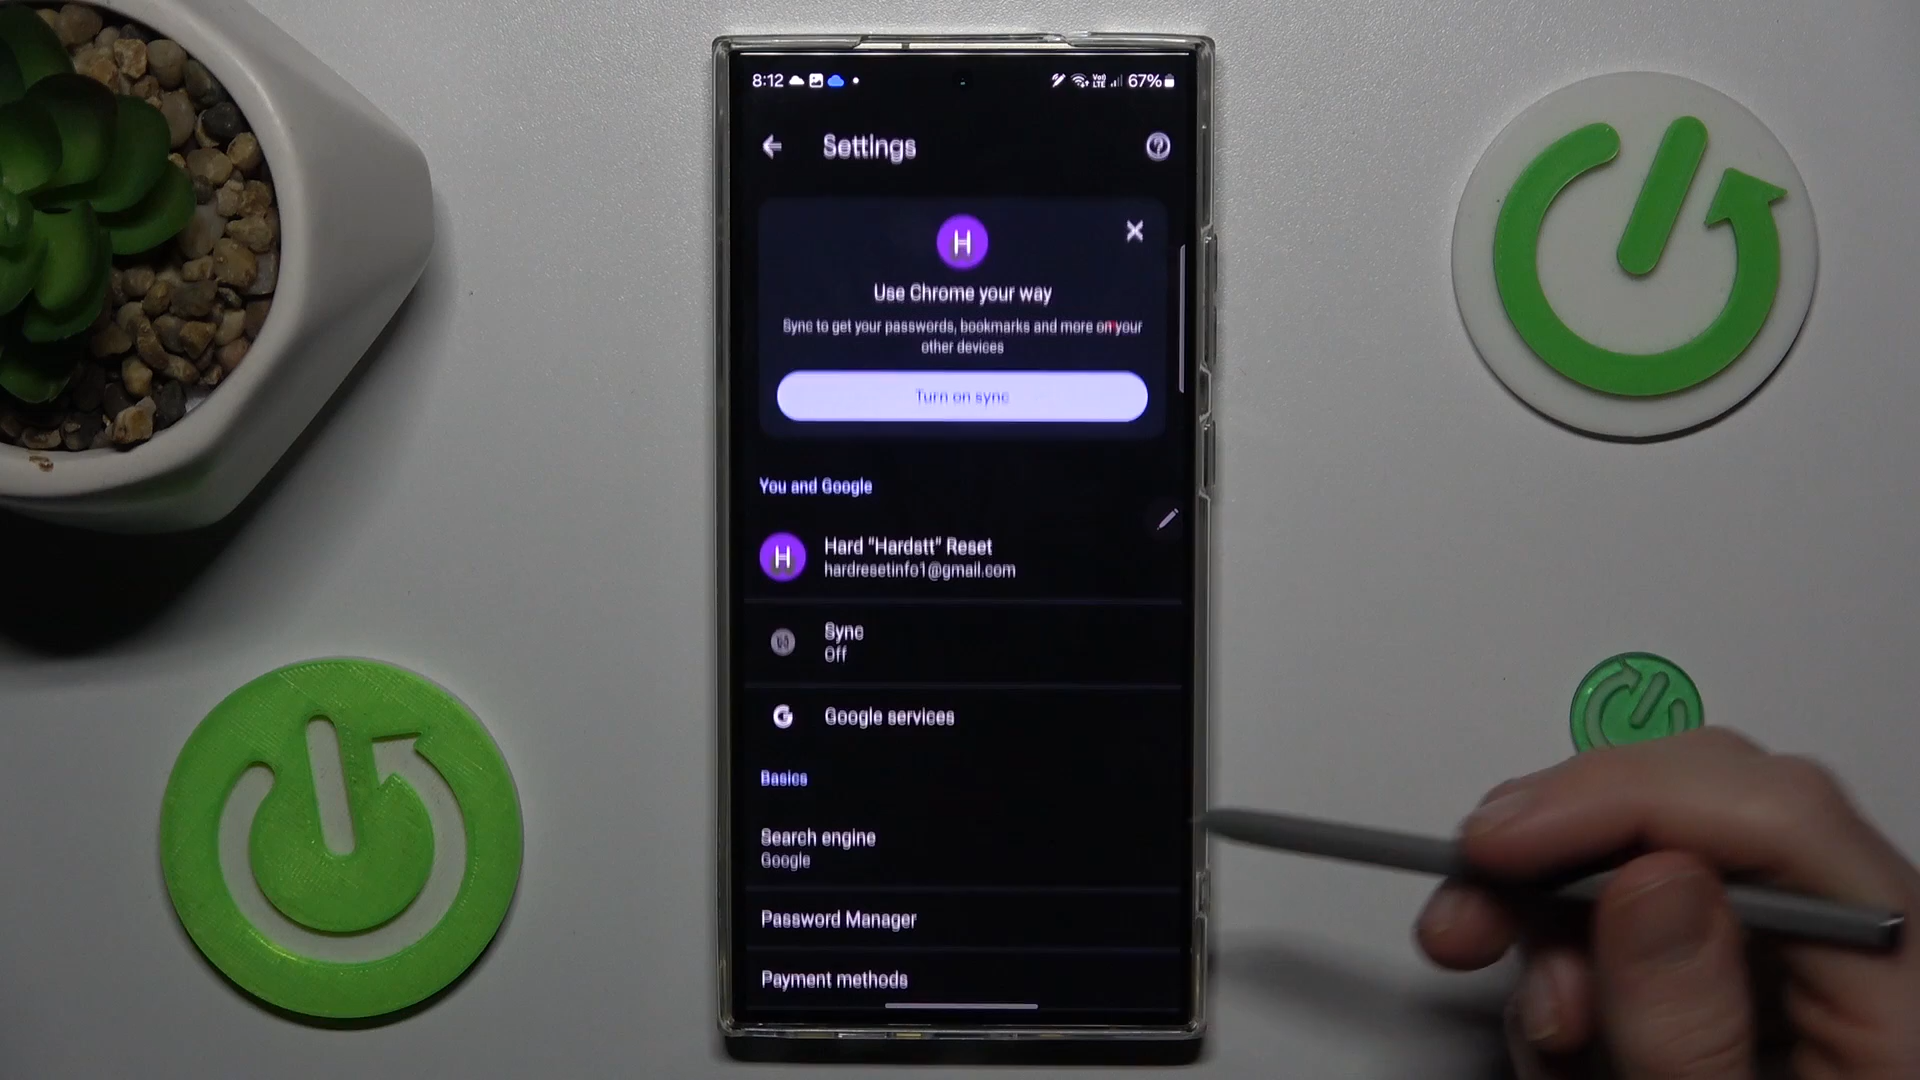 8:12 67%
Settings
H
Use Chrome your way
Sync to get your passwords, bookmarks and more on your
other devices
Turn on sync
You and Google
H
Hard "Hardstt" Reset
hardresetinfo1@gmail.com
Sync
Off
Google services
Basics
Search engine
Google
Password Manager
Payment methods